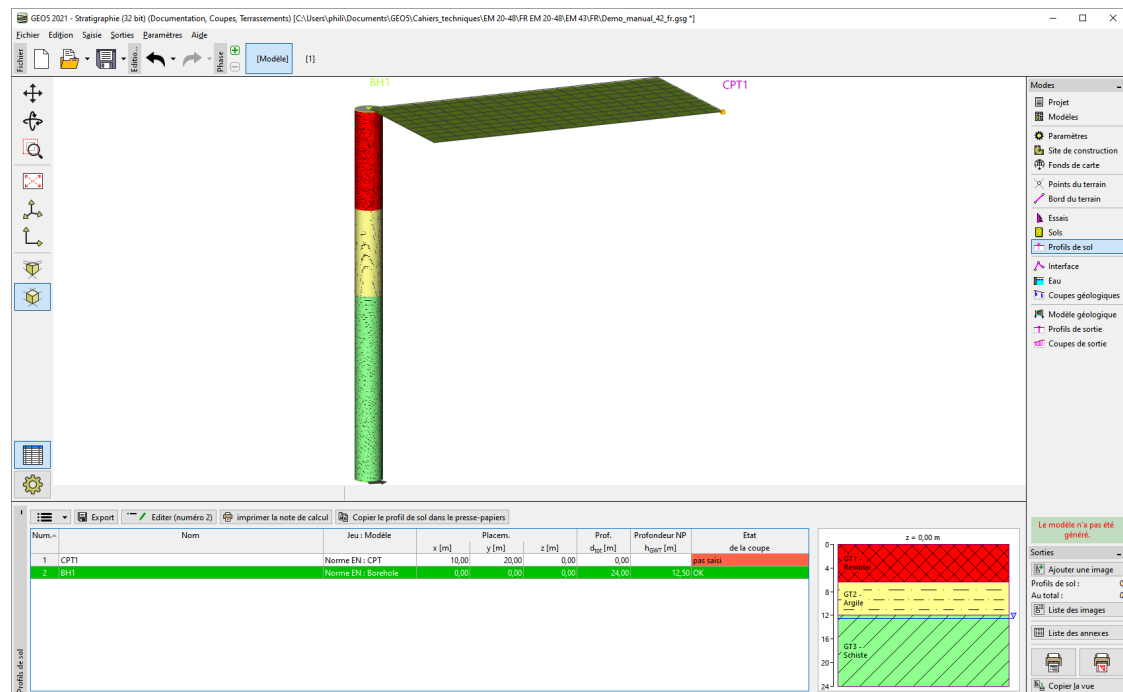 GEO5 2021 - Stratigraphie (32 bit) (Documentation, Coupes, Terrassements) [C:\Users\phili\Documents\GEO5\Cahiers_techniques\EM 20-48\FR EM 20-48\EM 43\FR\Demo_manual_42_fr.gsg *]
Fichier Edition Saisie Sorties Paramètres Aide
Fichier
Editio...
Phase
[Modèle] [1]
BH1
CPT1
Modes
Projet
Modèles
Paramètres
Site de construction
Fonds de carte
Points du terrain
Bord du terrain
Essais
Sols
Profils de sol
Interface
Eau
Coupes géologiques
Modèle géologique
Profils de sortie
Coupes de sortie
Export Editer (numéro 2) imprimer la note de calcul Copier le profil de sol dans le presse-papiers
Num. Nom Jeu : Modèle Placem. Prof. Profondeur NP Etat
x [m] y [m] z [m] dtot [m] hGWT [m] de la coupe
1 CPT1 Norme EN : CPT 10,00 20,00 0,00 0,00 pas saisi
2 BH1 Norme EN : Borehole 0,00 0,00 0,00 24,00 12,50 OK
Profils de sol
z = 0,00 m
0
4
8
12
16
20
24
GT1 -
Remblai
GT2 -
Argile
GT3 -
Schiste
Le modèle n'a pas été
généré.
Sorties
Ajouter une image
Profils de sol : 0
Au total : 0
Liste des images
Liste des annexes
Copier la vue